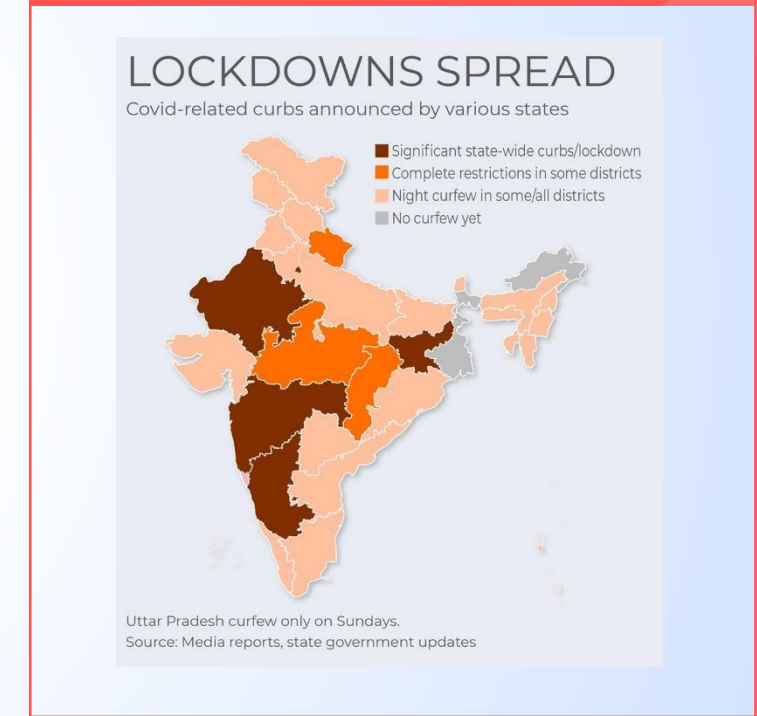 LOCKDOWNS SPREAD
Covid-related curbs announced by various states
Significant state-wide curbs/lockdown
Complete restrictions in some districts
Night curfew in some/all districts
No curfew yet
Uttar Pradesh curfew only on Sundays.
Source: Media reports, state government updates